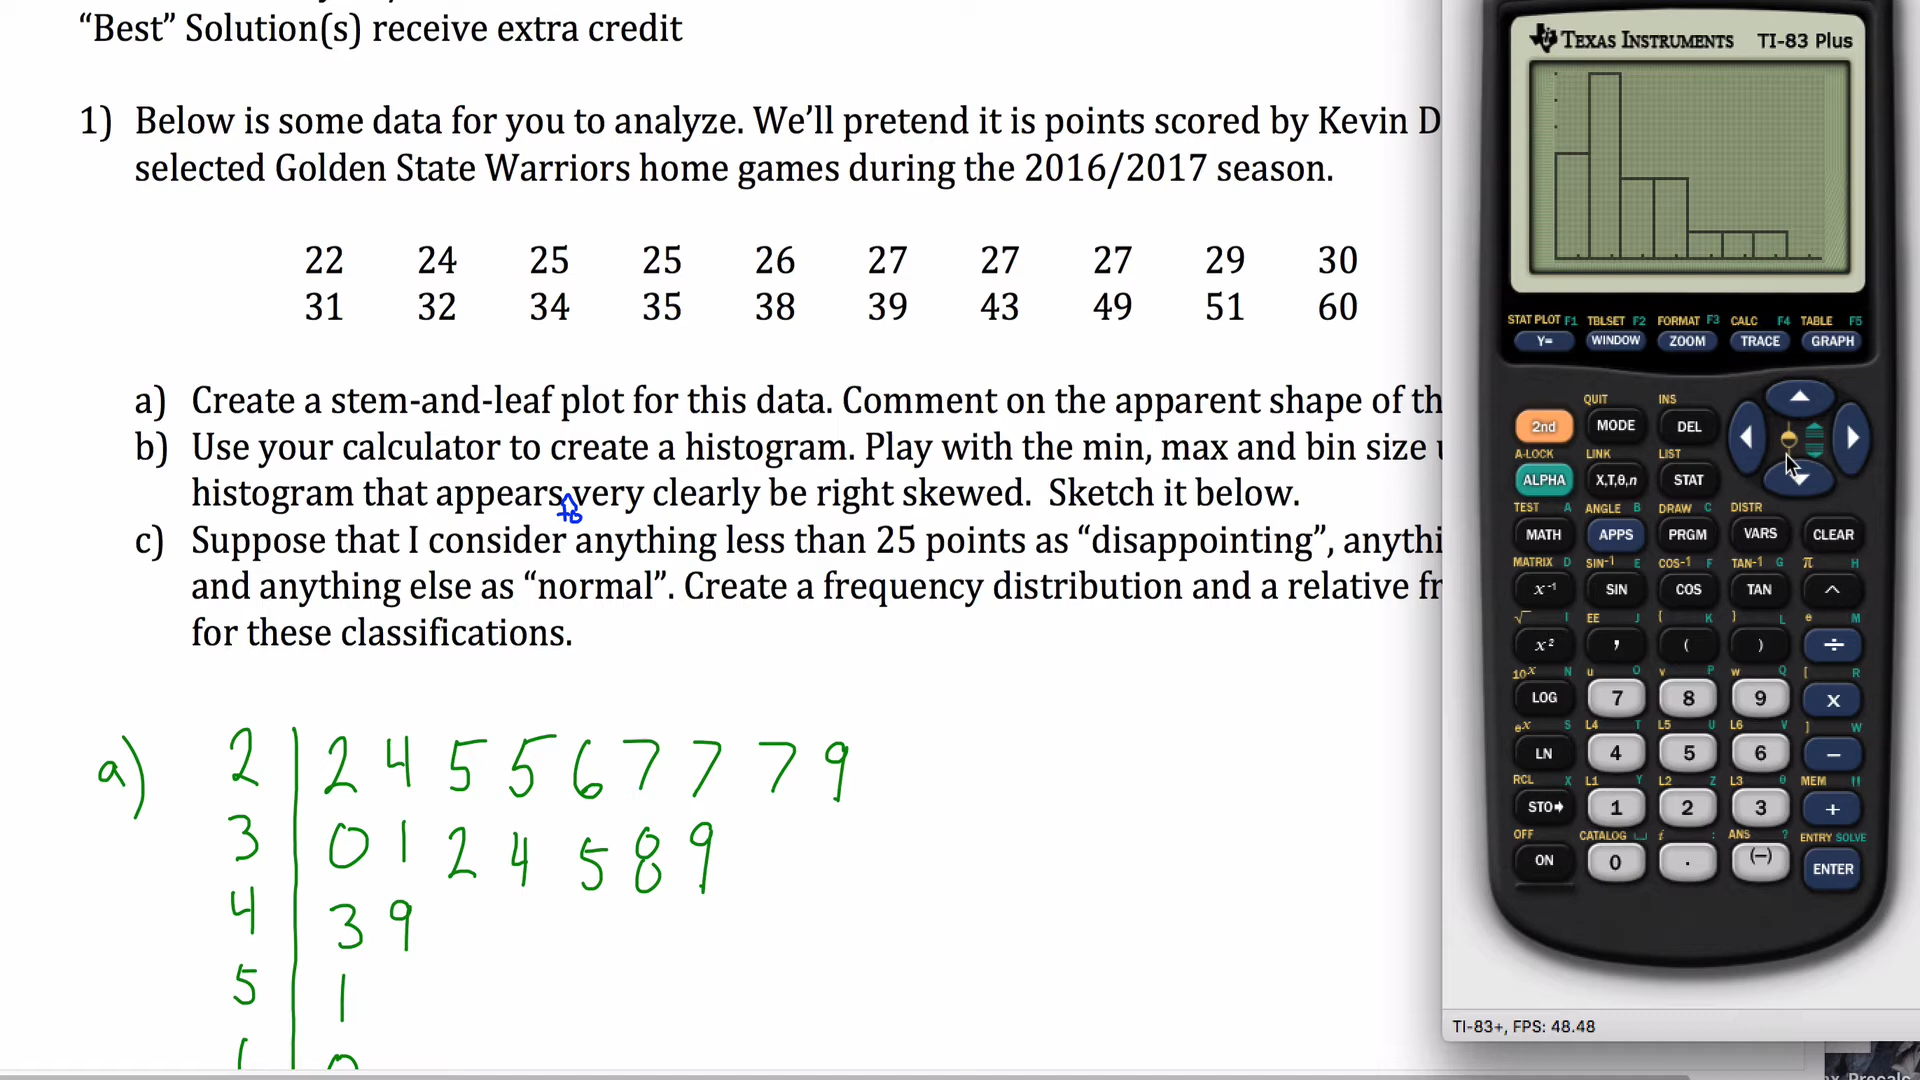 “Best” Solution(s) receive extra credit
1) Below is some data for you to analyze. We’ll pretend it is points scored by Kevin D
selected Golden State Warriors home games during the 2016/2017 season.
22 24 25 25 26 27 27 27 29 30
31 32 34 35 38 39 43 49 51 60
a) Create a stem-and-leaf plot for this data. Comment on the apparent shape of th
b) Use your calculator to create a histogram. Play with the min, max and bin size
histogram that appears very clearly be right skewed. Sketch it below.
to
c) Suppose that I consider anything less than 25 points as “disappointing”, anythi
and anything else as “normal”. Create a frequency distribution and a relative fr
for these classifications.
a) 2 | 2 4 5 5 6 7 7 7 9
3 | 0 1 2 4 5 8 9
4 | 3 9
5 | 1
TEXAS INSTRUMENTS TI-83 Plus
STAT PLOT F1 TBLSET F2 FORMAT F3 CALC F4 TABLE F5
Y= WINDOW ZOOM TRACE GRAPH
QUIT INS
2nd MODE DEL
A-LOCK LINK LIST
ALPHA X,T,θ,n STAT
TEST A ANGLE B DRAW C DISTR
MATH APPS PRGM VARS CLEAR
MATRIX D SIN⁻¹ E COS⁻¹ F TAN⁻¹ G π H
x⁻¹ SIN COS TAN ^
√ I EE J { K } L e M
x² , ( ) ÷
10ˣ N u O v P w Q [ R
LOG 7 8 9 ×
eˣ S L4 T L5 U L6 V ] W
LN 4 5 6 −
RCL X L1 Y L2 Z L3 θ MEM "
STO➔ 1 2 3 +
OFF CATALOG ⎵ i : ANS ? ENTRY SOLVE
ON 0 . (−) ENTER
TI-83+, FPS: 48.48